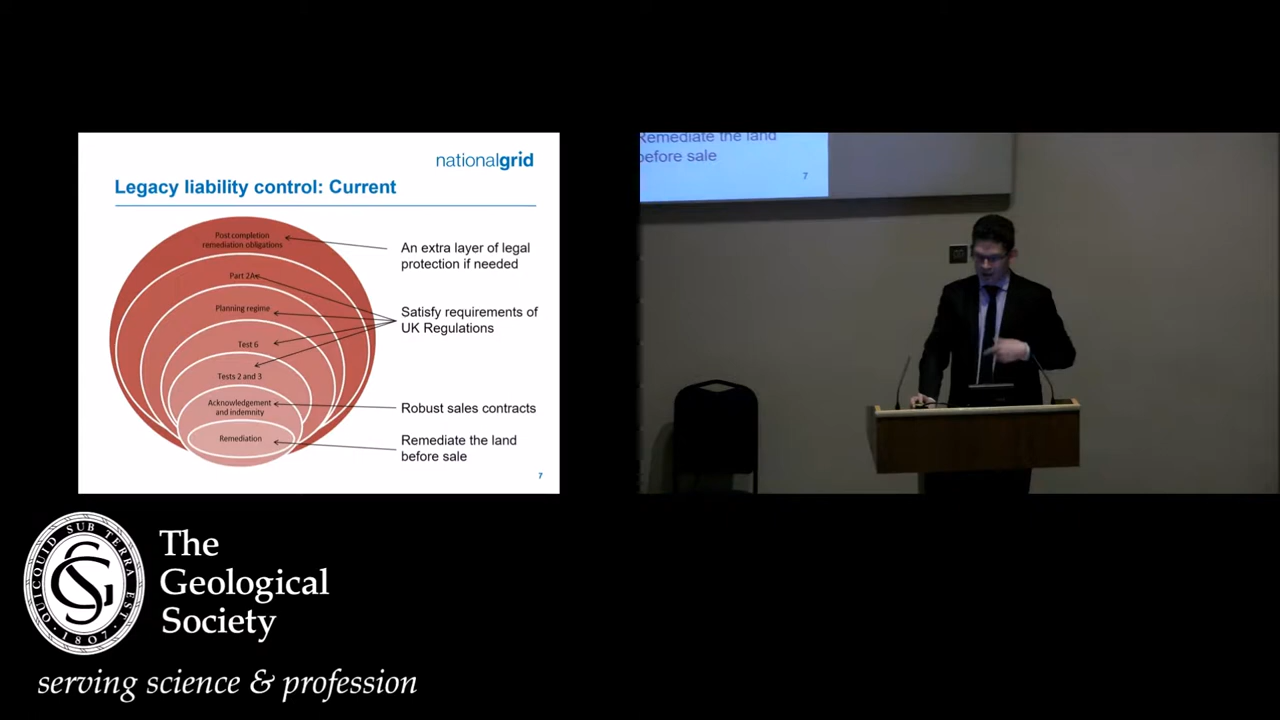 nationalgrid
Legacy liability control: Current
Post completion
remediation obligations
Part 2A
Planning regime
Test 6
Tests 2 and 3
Acknowledgement
and indemnity
Remediation
An extra layer of legal
protection if needed
Satisfy requirements of
UK Regulations
Robust sales contracts
Remediate the land
before sale
7
Remediate the land
before sale
7
QUICQUID SUB TERRA EST
1807
The
Geological
Society
serving science & profession